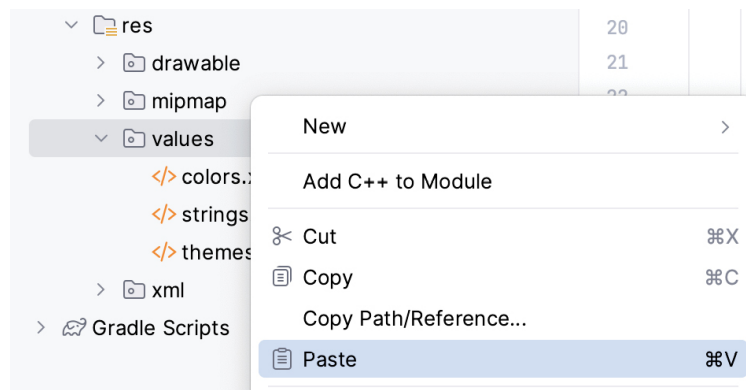 res
20
drawable
21
mipmap
New
values
Add C++ to Module
colors.
strings
Cut ⌘X
themes
Copy ⌘C
xml
Copy Path/Reference...
Gradle Scripts
Paste ⌘V